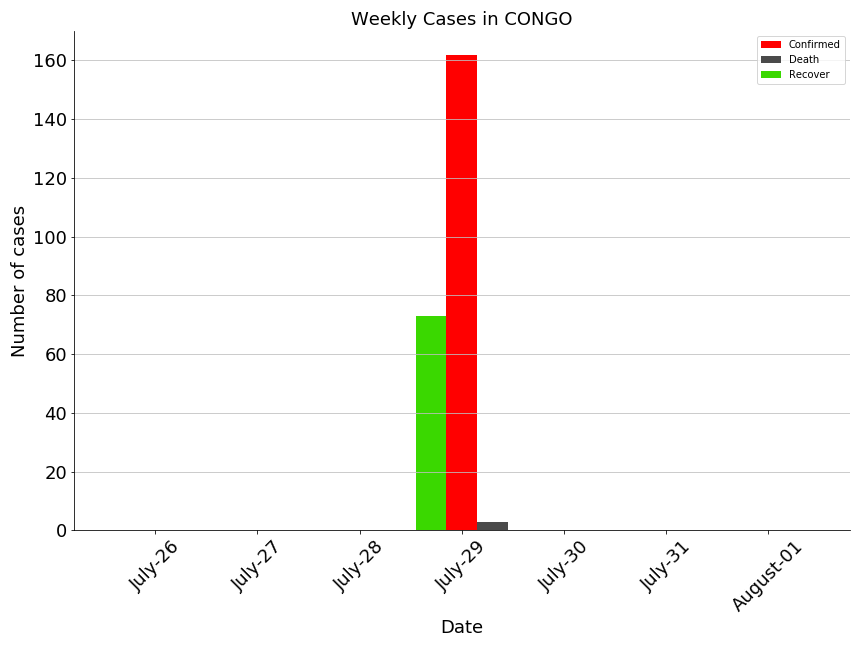 Weekly Cases in CONGO
Confirmed
Death
Recover
Number of cases
160
140
120
100
80
60
40
20
0
July-26
July-27
July-28
July-29
July-30
July-31
August-01
Date